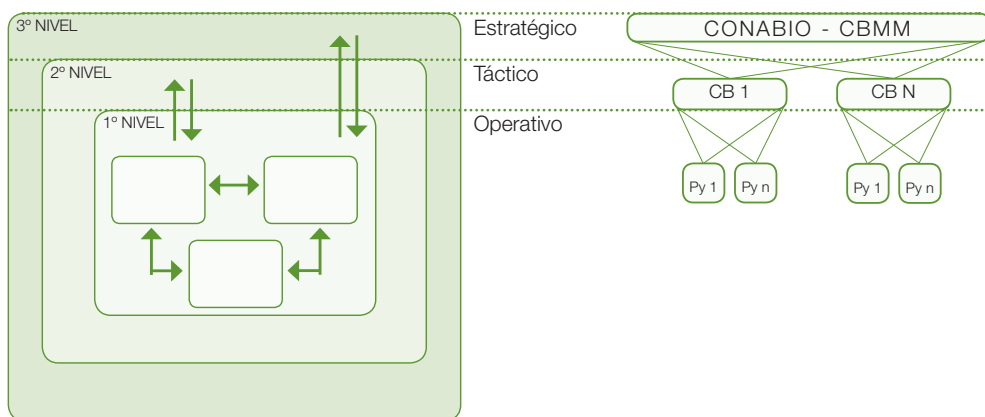 3º NIVEL
2º NIVEL
1º NIVEL
Estratégico
Táctico
Operativo
CONABIO - CBMM
CB 1
CB N
Py 1
Py n
Py 1
Py n